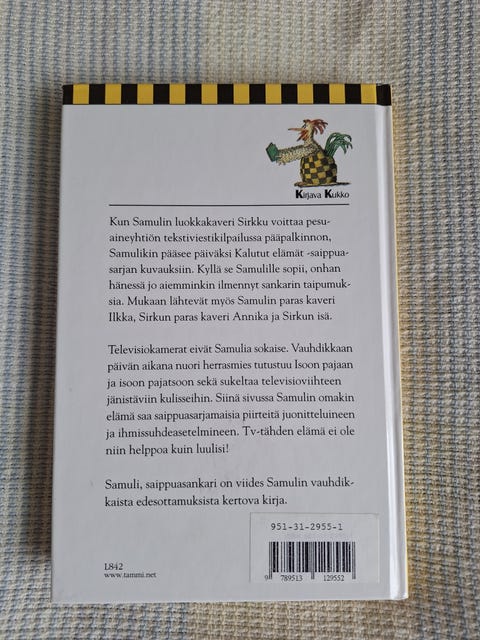 Kirjava Kukko
Kun Samulin luokkakaveri Sirkku voittaa pesu-
aineyhtiön tekstiviestikilpailussa pääpalkinnon,
Samulikin pääsee päiväksi Kalutut elämät -saippua-
sarjan kuvauksiin. Kyllä se Samulille sopii, onhan
hänessä jo aiemminkin ilmennyt sankarin taipumuk-
sia. Mukaan lähtevät myös Samulin paras kaveri
Ilkka, Sirkun paras kaveri Annika ja Sirkun isä.
Televisiokamerat eivät Samulia sokaise. Vauhdikkaan
päivän aikana nuori herrasmies tutustuu Isoon pajaan
ja isoon pajatsoon sekä sukeltaa televisioviihteen
jänistäviin kulisseihin. Siinä sivussa Samulin omakin
elämä saa saippuasarjamaisia piirteitä juonitteluineen
ja ihmissuhdeasetelmineen. Tv-tähden elämä ei ole
niin helppoa kuin luulisi!
Samuli, saippuasankari on viides Samulin vauhdik-
kaista edesottamuksista kertova kirja.
951-31-2955-1
L842
www.tammi.net
9 789513 129552